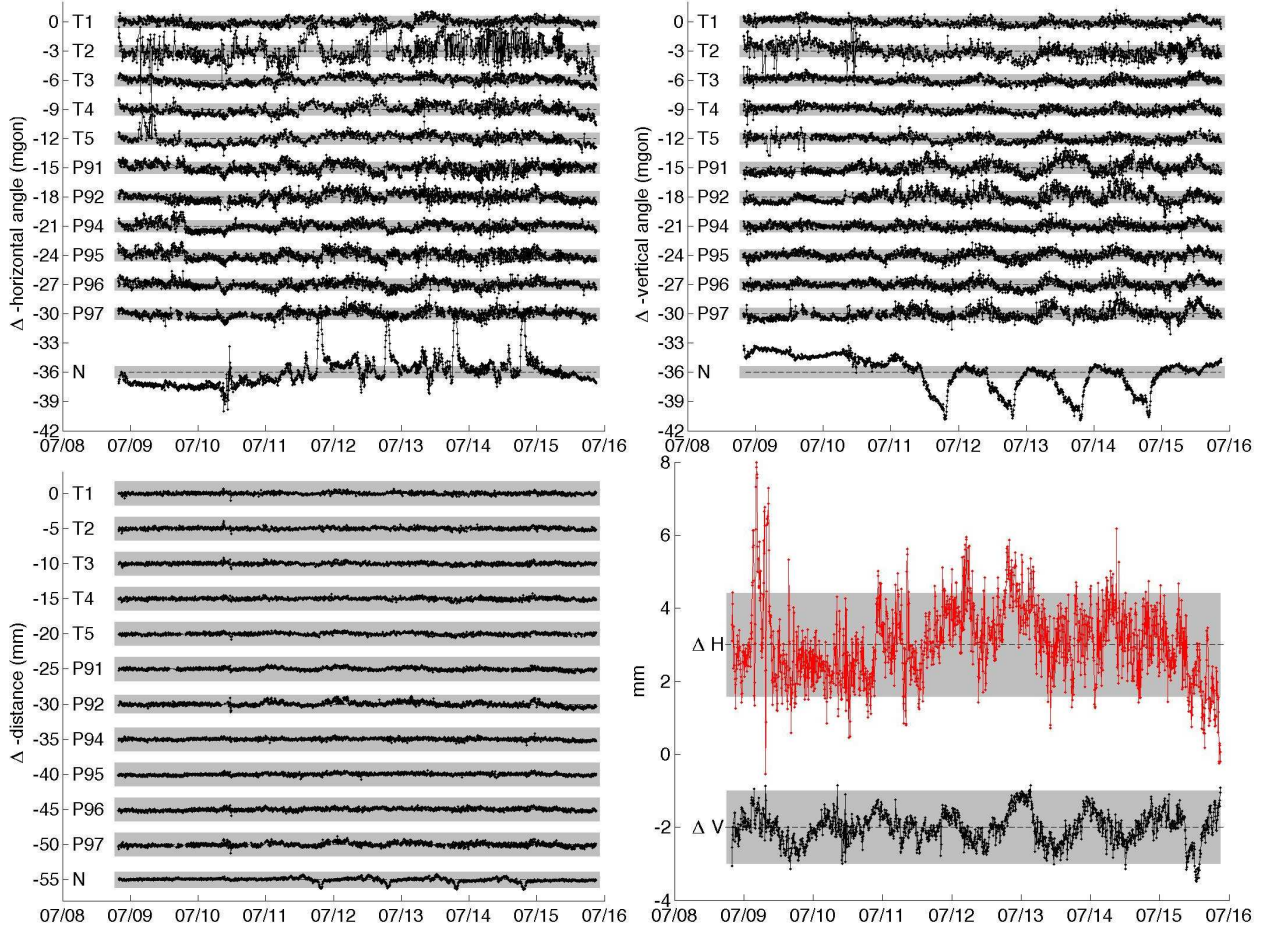 0 T1
-3 T2
-6 T3
-9 T4
-12 T5
-15 P91
-18 P92
-21 P94
-24 P95
-27 P96
-30 P97
-33
-36 N
-39
-42
07/08 07/09 07/10 07/11 07/12 07/13 07/14 07/15 07/16
Δ -horizontal angle (mgon)
0 T1
-3 T2
-6 T3
-9 T4
-12 T5
-15 P91
-18 P92
-21 P94
-24 P95
-27 P96
-30 P97
-33
-36 N
-39
-42
07/08 07/09 07/10 07/11 07/12 07/13 07/14 07/15 07/16
Δ -vertical angle (mgon)
0 T1
-5 T2
-10 T3
-15 T4
-20 T5
-25 P91
-30 P92
-35 P94
-40 P95
-45 P96
-50 P97
-55 N
07/08 07/09 07/10 07/11 07/12 07/13 07/14 07/15 07/16
Δ -distance (mm)
8
6
4
Δ H
2
0
-2 Δ V
-4
07/08 07/09 07/10 07/11 07/12 07/13 07/14 07/15 07/16
mm